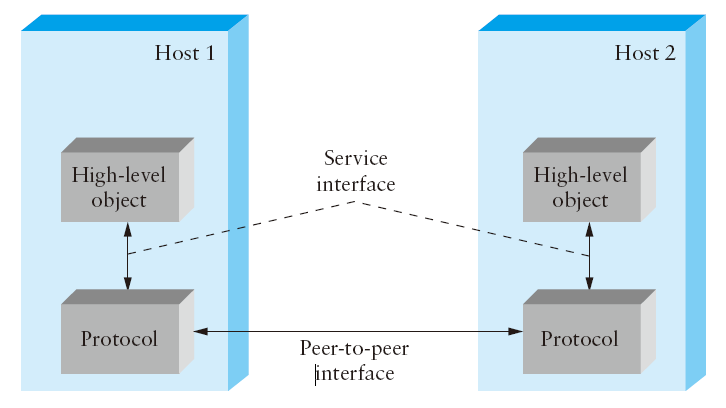 Host 1
Host 2
High-level
object
Service
interface
High-level
object
Protocol
Peer-to-peer
interface
Protocol